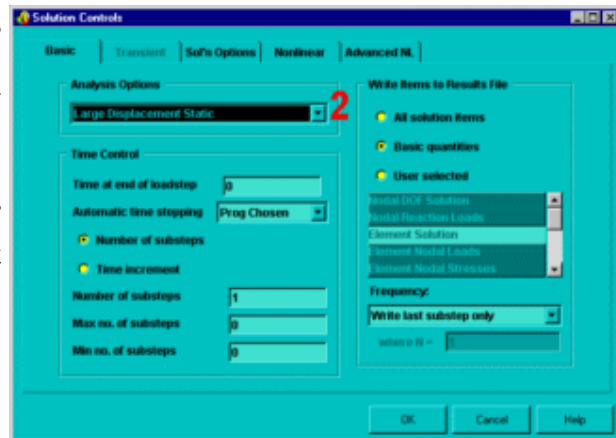 Solution Controls
Basic
Transient
Sol'n Options
Nonlinear
Advanced NL
Analysis Options
Large Displacement Static
2
Time Control
Time at end of loadstep 0
Automatic time stepping Prog Chosen
Number of substeps
Time increment
Number of substeps 1
Max no. of substeps 0
Min no. of substeps 0
Write Items to Results File
All solution items
Basic quantities
User selected
Nodal DOF Solution
Nodal Reaction Loads
Element Solution
Element Nodal Loads
Element Nodal Stresses
Frequency:
Write last substep only
where N = 1
OK
Cancel
Help